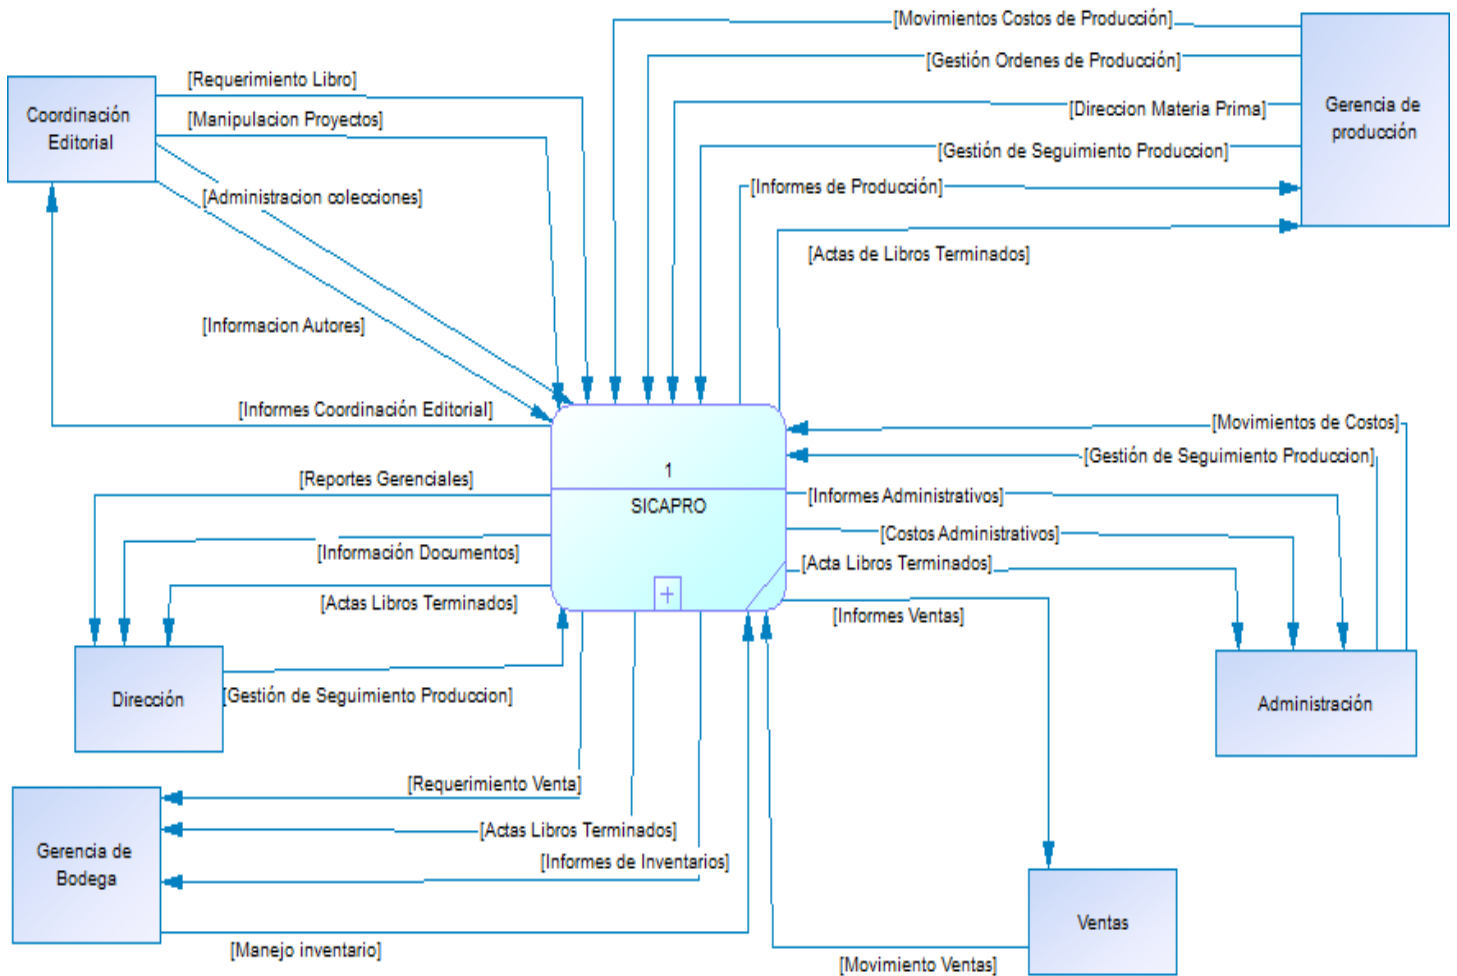 [Movimientos Costos de Producción]
[Gestión Ordenes de Producción]
[Requerimiento Libro]
Coordinación
Editorial
[Manipulacion Proyectos]
[Direccion Materia Prima]
Gerencia de
producción
[Gestión de Seguimiento Produccion]
[Administracion colecciones]
[Informes de Producción]
[Actas de Libros Terminados]
[Informacion Autores]
[Informes Coordinación Editorial]
[Movimientos de Costos]
[Gestión de Seguimiento Produccion]
1
SICAPRO
[Reportes Gerenciales]
[Informes Administrativos]
[Información Documentos]
[Costos Administrativos]
[Acta Libros Terminados]
[Actas Libros Terminados]
[Informes Ventas]
Dirección
[Gestión de Seguimiento Produccion]
Administración
[Requerimiento Venta]
[Actas Libros Terminados]
Gerencia de
Bodega
[Informes de Inventarios]
Ventas
[Manejo inventario]
[Movimiento Ventas]